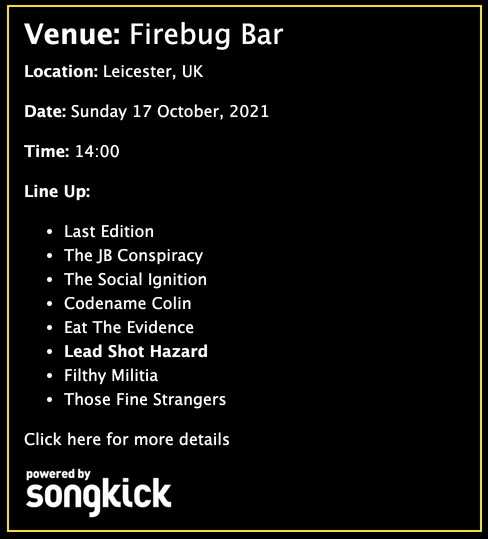 Venue: Firebug Bar
Location: Leicester, UK
Date: Sunday 17 October, 2021
Time: 14:00
Line Up:
• Last Edition
• The JB Conspiracy
• The Social Ignition
• Codename Colin
• Eat The Evidence
• Lead Shot Hazard
• Filthy Militia
• Those Fine Strangers
Click here for more details
powered by
songkick